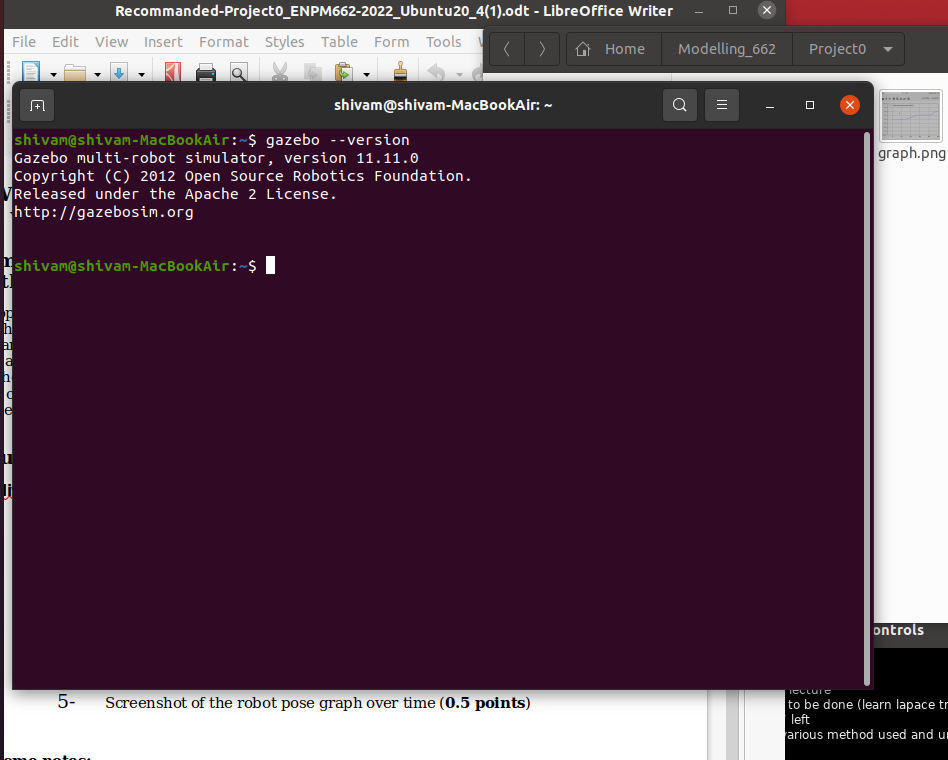 Recommanded-Project0_ENPM662-2022_Ubuntu20_4(1).odt - LibreOffice Writer
File Edit View Insert Format Styles Table Form Tools
Home Modelling_662 Project0
shivam@shivam-MacBookAir: ~
graph.png
shivam@shivam-MacBookAir:~$ gazebo --version
Gazebo multi-robot simulator, version 11.11.0
Copyright (C) 2012 Open Source Robotics Foundation.
Released under the Apache 2 License.
http://gazebosim.org
shivam@shivam-MacBookAir:~$
ontrols
lecture
to be done (learn lapace tr
left
various method used and u
5- Screenshot of the robot pose graph over time (0.5 points)
ome notes: